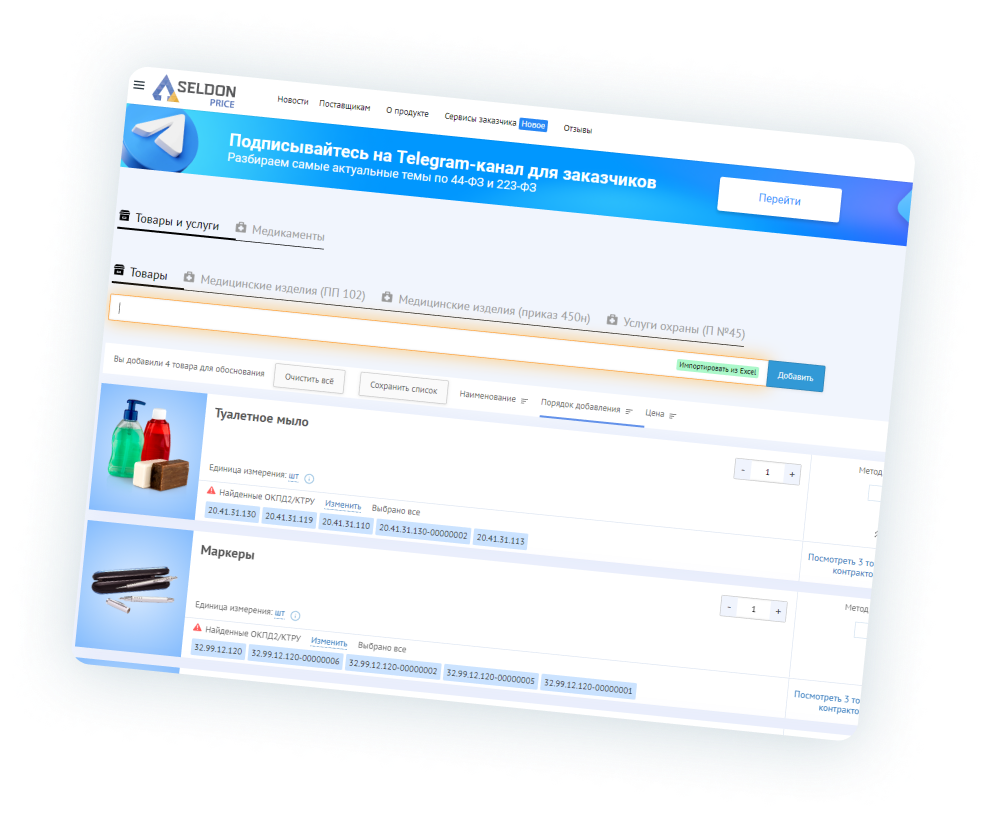 SELDON
PRICE
Новости Поставщикам О продукте Сервисы заказчика Новое Отзывы
Подписывайтесь на Telegram-канал для заказчиков
Разбираем самые актуальные темы по 44-ФЗ и 223-ФЗ
Перейти
Товары и услуги Медикаменты
Товары Медицинские изделия (ПП 102) Медицинские изделия (приказ 450н) Услуги охраны (П №45)
Импортировать из Excel Добавить
Вы добавили 4 товара для обоснования Очистить всё Сохранить список Наименование Порядок добавления Цена
Туалетное мыло
- 1 + Метод
Единица измерения: шт
Найденные ОКПД2/КТРУ Изменить Выбрано все
20.41.31.130 20.41.31.119 20.41.31.110 20.41.31.130-00000002 20.41.31.113
Посмотреть 3 то
контракто
Маркеры
- 1 + Метод
Единица измерения: шт
Найденные ОКПД2/КТРУ Изменить Выбрано все
32.99.12.120 32.99.12.120-00000006 32.99.12.120-00000002 32.99.12.120-00000005 32.99.12.120-00000001
Посмотреть 3 то
контракто